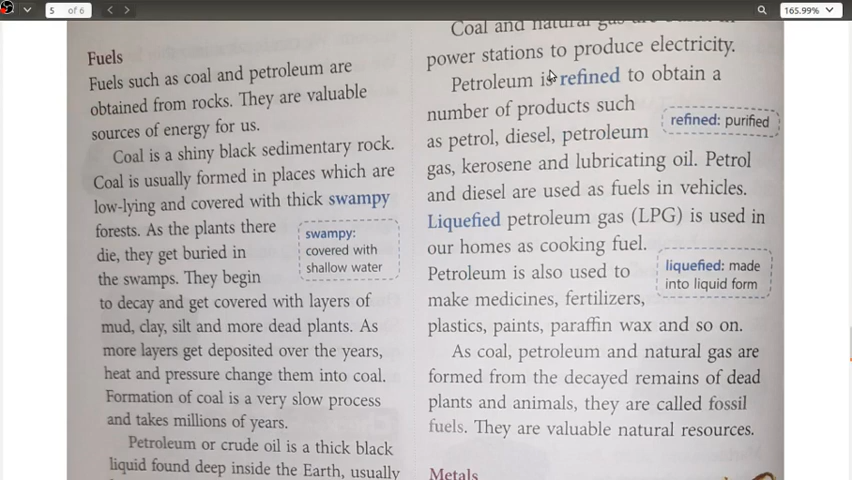 5 of 6
165.99%
Fuels
Fuels such as coal and petroleum are
obtained from rocks. They are valuable
sources of energy for us.
Coal is a shiny black sedimentary rock.
Coal is usually formed in places which are
low-lying and covered with thick swampy
forests. As the plants there
die, they get buried in
the swamps. They begin
to decay and get covered with layers of
mud, clay, silt and more dead plants. As
more layers get deposited over the years,
heat and pressure change them into coal.
Formation of coal is a very slow process
and takes millions of years.
Petroleum or crude oil is a thick black
liquid found deep inside the Earth, usually
swampy:
covered with
shallow water
Coal and natural gas are
power stations to produce electricity.
Petroleum is refined to obtain a
number of products such
as petrol, diesel, petroleum
gas, kerosene and lubricating oil. Petrol
and diesel are used as fuels in vehicles.
Liquefied petroleum gas (LPG) is used in
our homes as cooking fuel.
Petroleum is also used to
make medicines, fertilizers,
plastics, paints, paraffin wax and so on.
As coal, petroleum and natural gas are
formed from the decayed remains of dead
plants and animals, they are called fossil
fuels. They are valuable natural resources.
refined: purified
liquefied: made
into liquid form
Metals